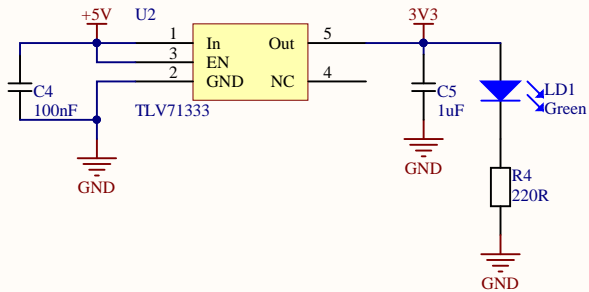 +5V
U2
3V3
1
In
Out
5
3
EN
2
GND
NC
4
C4
100nF
TLV71333
C5
1uF
LD1
Green
GND
GND
R4
220R
GND